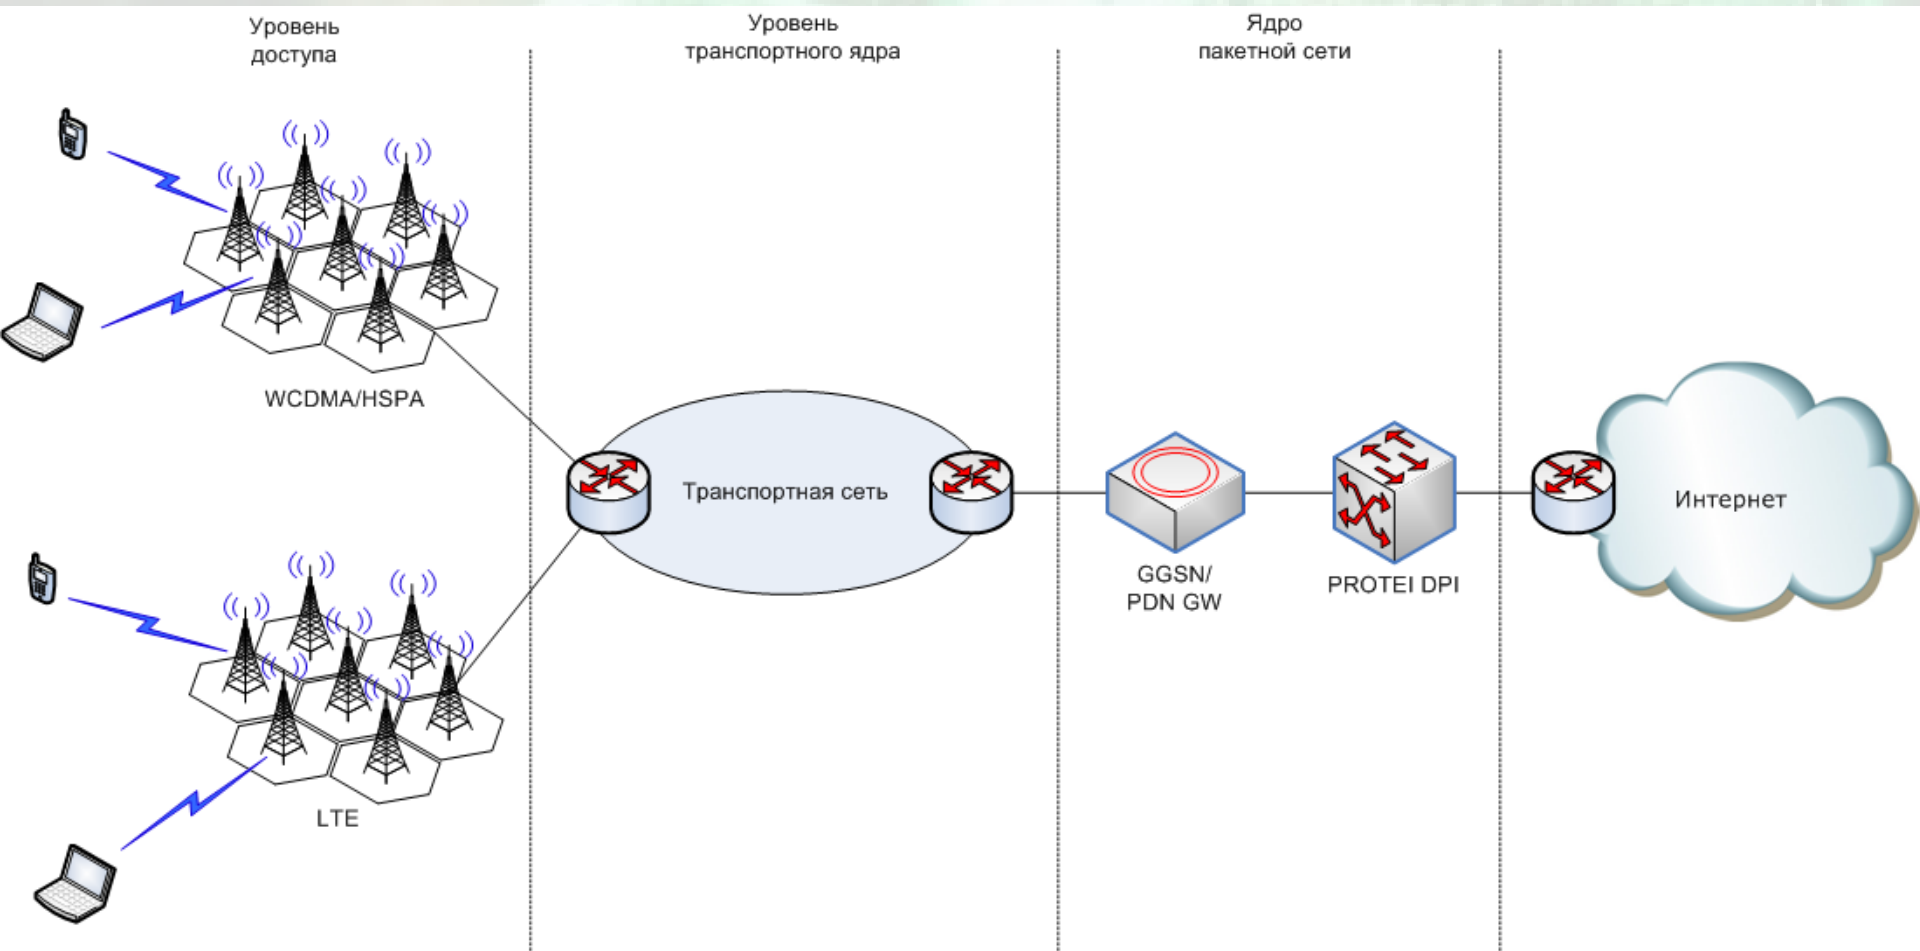 Уровень
доступа
Уровень
транспортного ядра
Ядро
пакетной сети
WCDMA/HSPA
Транспортная сеть
GGSN/
PDN GW
PROTEI DPI
Интернет
LTE